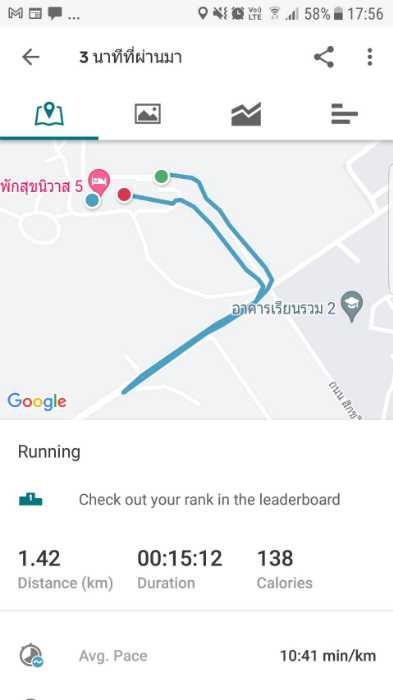 ... Vo) LTE 58% 17:56
3 นาทีที่ผ่านมา
พักสุขนิวาส 5
อาคารเรียนรวม 2
ถนน
Google
Running
Check out your rank in the leaderboard
1.42 00:15:12 138
Distance (km) Duration Calories
Avg. Pace 10:41 min/km